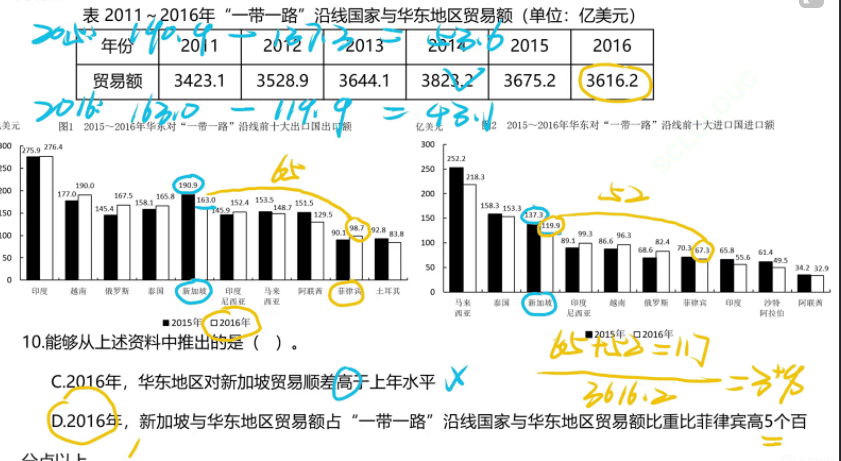 表 2011～2016年“一带一路”沿线国家与华东地区贸易额（单位：亿美元）
2015: 190.9 - 137.3 = 53.6
年份 2011 2012 2013 2014 2015 2016
贸易额 3423.1 3528.9 3644.1 3823.2 3675.2 3616.2
2016: 163.0 - 119.9 = 43.1
亿美元 图1 2015～2016年华东对“一带一路”沿线前十大出口国出口额
300
250
200
150
100
50
0
275.9 276.4 177.0 190.0 145.4 167.5 158.1 165.8 190.9 163.0 145.9 152.4 153.5 148.7 151.5 129.5 90.1 98.7 92.8 83.8
65
印度 越南 俄罗斯 泰国 新加坡 印度尼西亚 马来西亚 阿联西 菲律宾 土耳其
■2015年 □2016年
亿美元 图2 2015～2016年华东对“一带一路”沿线前十大进口国进口额
300
250
200
150
100
50
0
252.2 218.3 158.3 153.3 137.3 119.9 89.1 99.3 86.6 96.3 68.6 82.4 70.3 67.3 65.8 55.6 61.4 49.5 34.2 32.9
52
马来西亚 泰国 新加坡 印度尼西亚 越南 俄罗斯 菲律宾 印度 沙特阿拉伯 阿联西
■2015年 □2016年
10.能够从上述资料中推出的是（ ）。
65+52=117
3616.2
=3+%
C.2016年，华东地区对新加坡贸易顺差高于上年水平
D.2016年，新加坡与华东地区贸易额占“一带一路”沿线国家与华东地区贸易额比重比菲律宾高5个百
分点以上